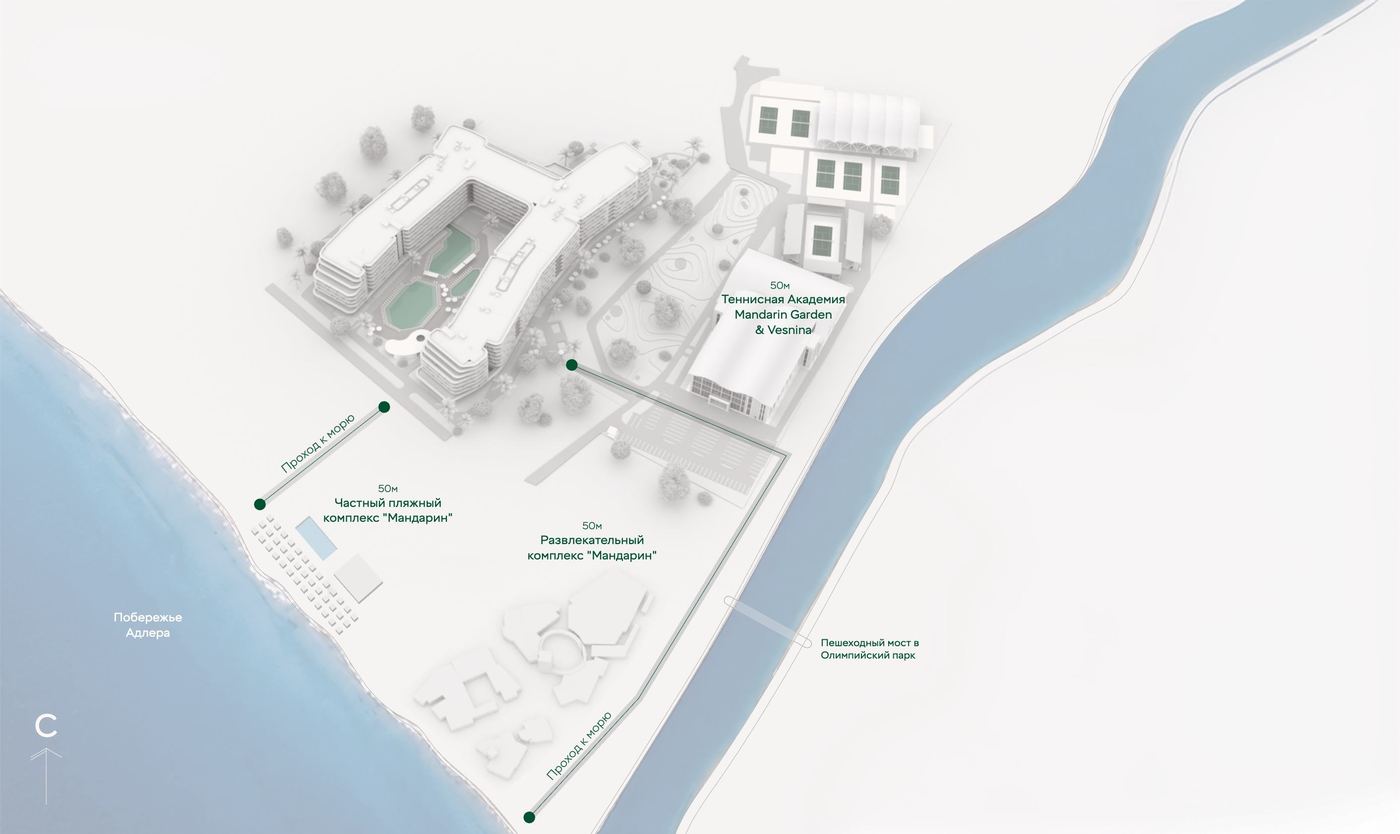 50м
Теннисная Академия
Mandarin Garden
& Vesnina
Проход к морю
50м
Частный пляжный
комплекс "Мандарин"
50м
Развлекательный
комплекс "Мандарин"
Побережье
Адлера
Пешеходный мост в
Олимпийский парк
Проход к морю
С